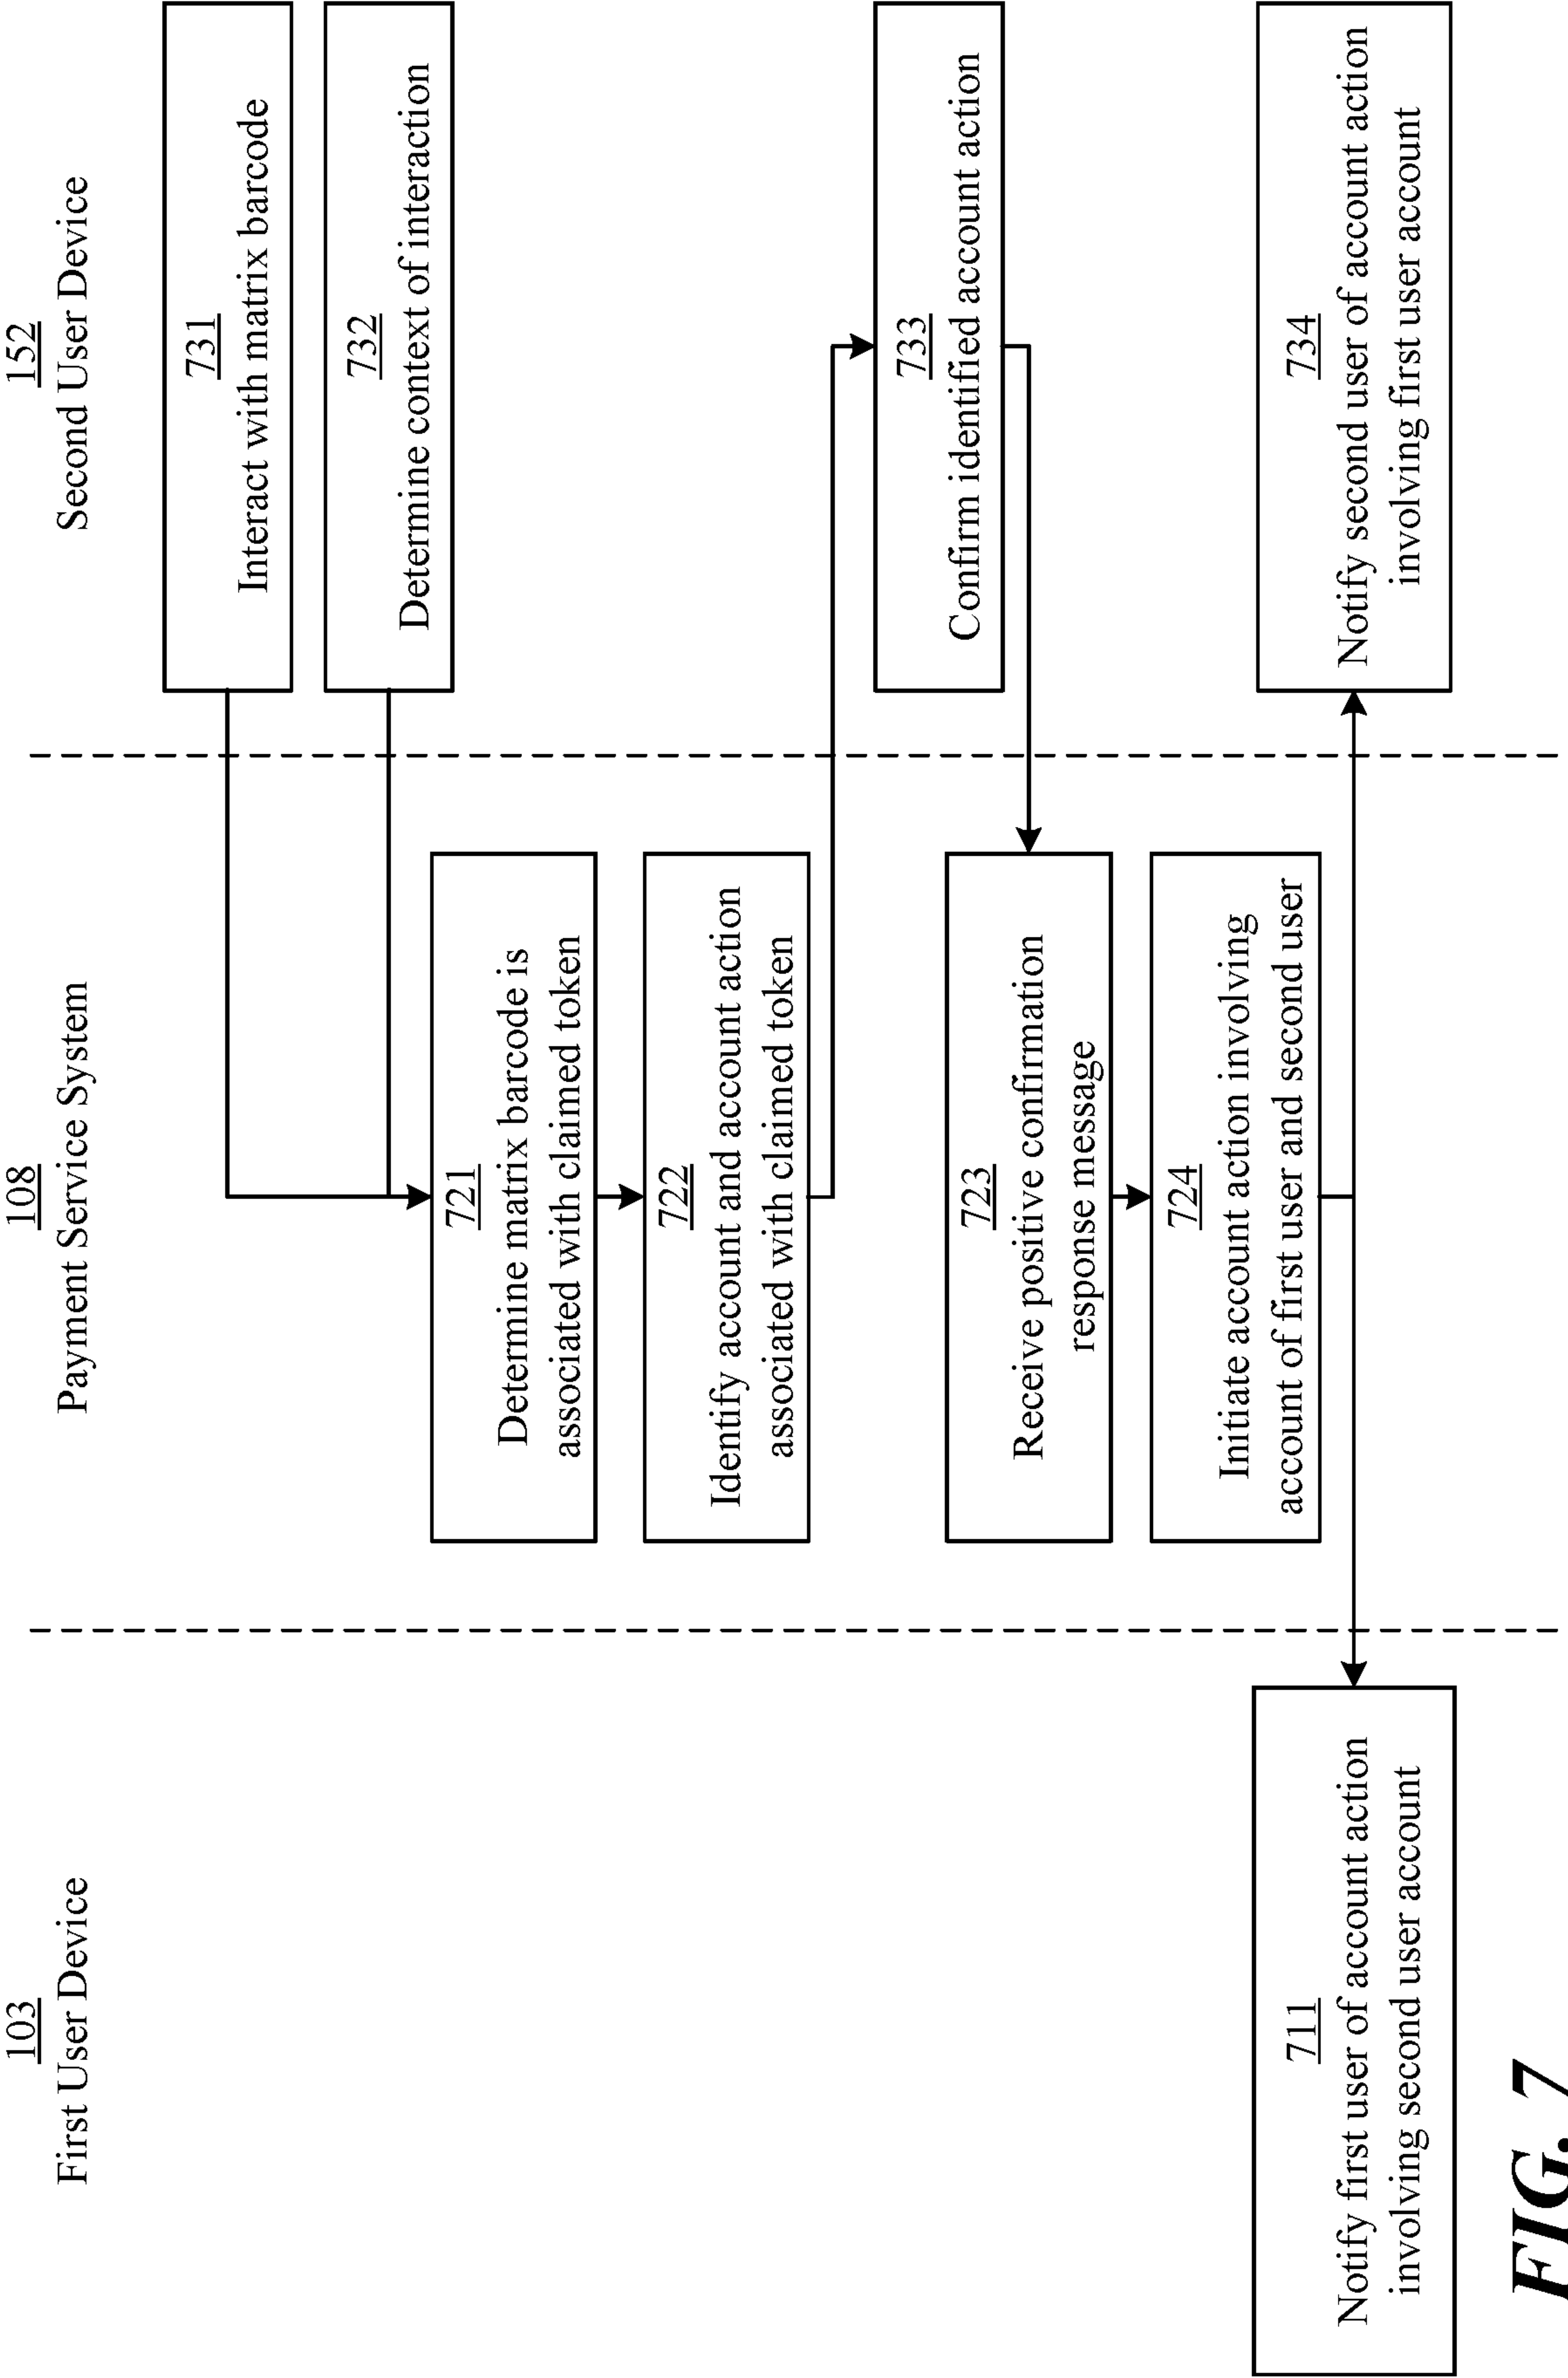 103
First User Device
108
Payment Service System
152
Second User Device
731
Interact with matrix barcode
732
Determine context of interaction
721
Determine matrix barcode is
associated with claimed token
722
Identify account and account action
associated with claimed token
733
Confirm identified account action
723
Receive positive confirmation
response message
724
Initiate account action involving
account of first user and second user
711
Notify first user of account action
involving second user account
734
Notify second user of account action
involving first user account
FIG. 7